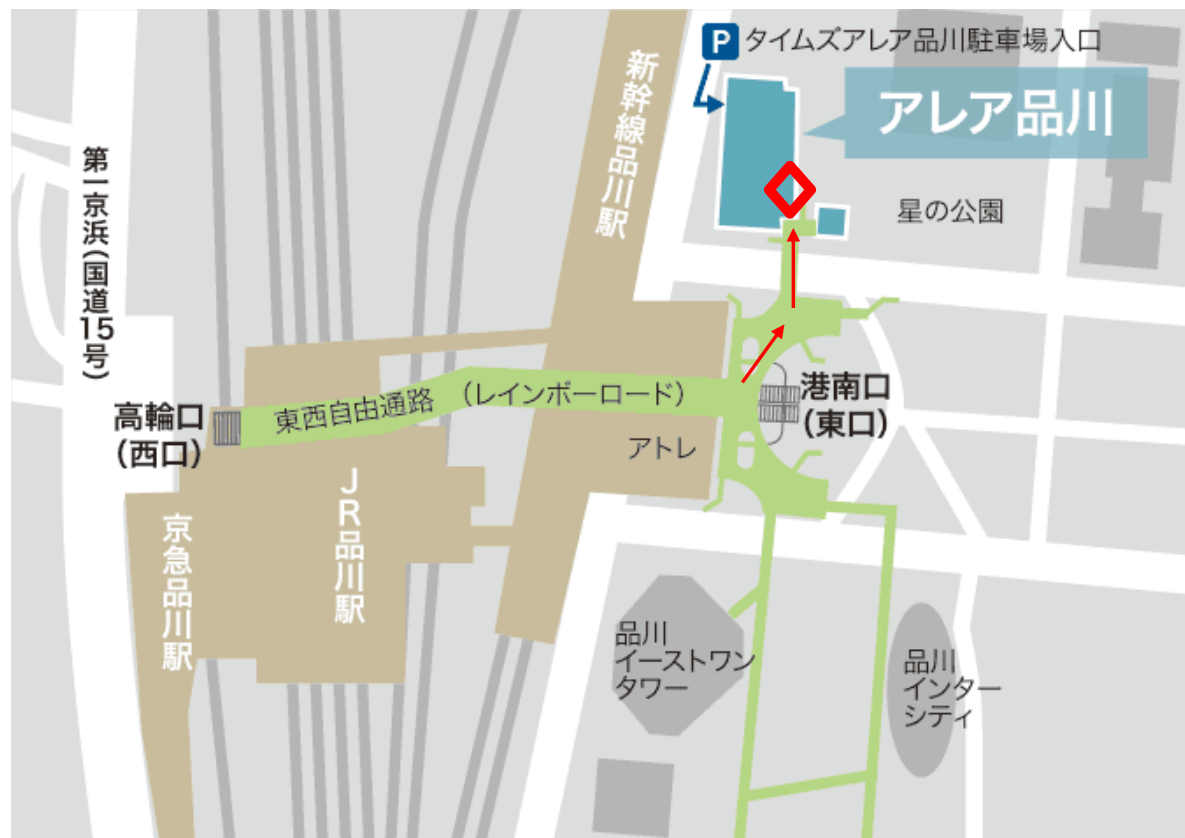 P タイムズアレア品川駐車場入口
アレア品川
新幹線品川駅
星の公園
第一京浜(国道15号)
港南口
(東口)
東西自由通路 (レインボーロード)
高輪口
(西口)
アトレ
JR品川駅
京急品川駅
品川
イーストワン
タワー
品川
インター
シティ